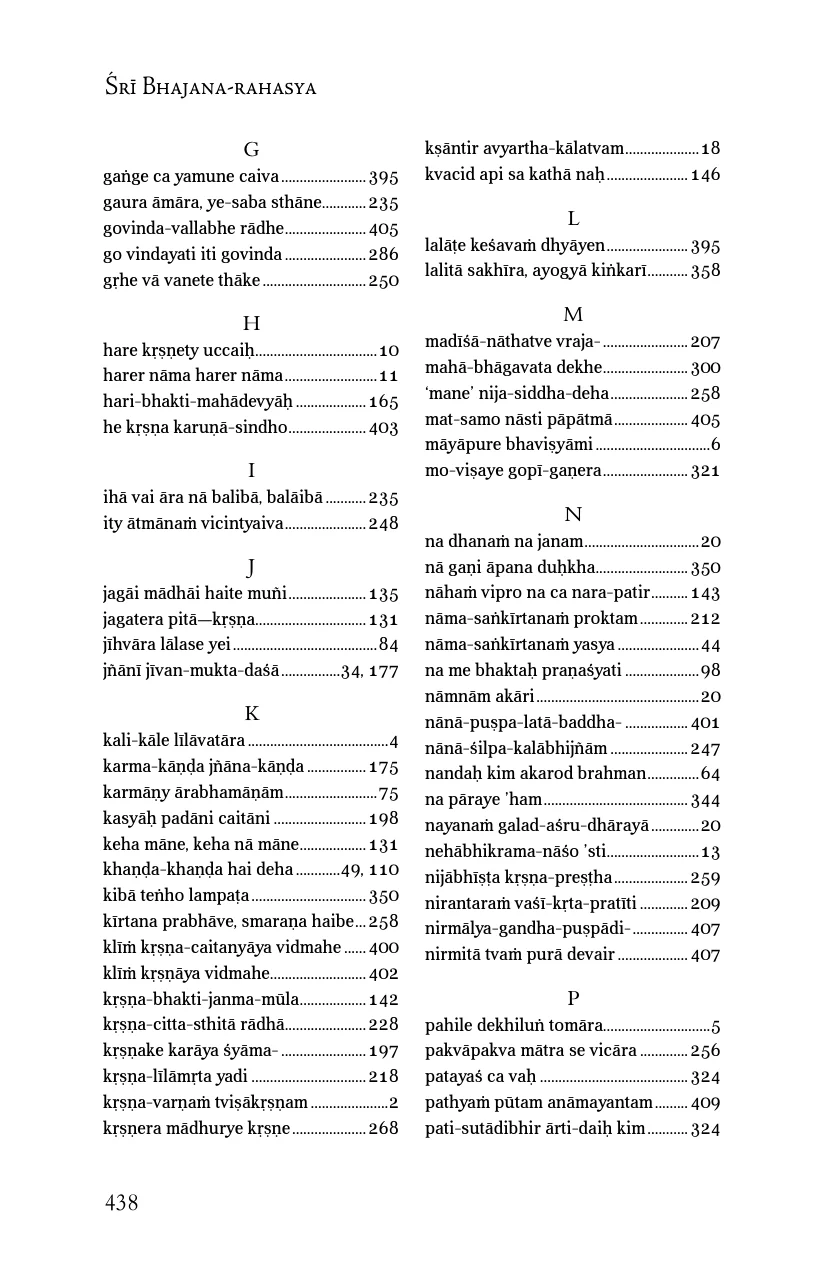 Śrī Bhajana-rahasya
G
gaṅge ca yamune caiva....................... 395
gaura āmāra, ye-saba sthāne............ 235
govinda-vallabhe rādhe...................... 405
go vindayati iti govinda ...................... 286
gṛhe vā vanete thāke ............................ 250
H
hare kṛṣṇety uccaiḥ................................. 10
harer nāma harer nāma......................... 11
hari-bhakti-mahādevyāḥ ................... 165
he kṛṣṇa karuṇā-sindho..................... 403
I
ihā vai āra nā balibā, balāibā ........... 235
ity ātmānaṁ vicintyaiva...................... 248
J
jagāi mādhāi haite muñi..................... 135
jagatera pitā—kṛṣṇa.............................. 131
jīhvāra lālase yei ....................................... 84
jñānī jīvan-mukta-daśā................34, 177
K
kali-kāle līlāvatāra ...................................... 4
karma-kāṇḍa jñāna-kāṇḍa ................ 175
karmāṇy ārabhamāṇām......................... 75
kasyāḥ padāni caitāni ......................... 198
keha māne, keha nā māne.................. 131
khaṇḍa-khaṇḍa hai deha ............49, 110
kibā teṅho lampaṭa............................... 350
kīrtana prabhāve, smaraṇa haibe... 258
klīṁ kṛṣṇa-caitanyāya vidmahe ...... 400
klīṁ kṛṣṇāya vidmahe.......................... 402
kṛṣṇa-bhakti-janma-mūla.................. 142
kṛṣṇa-citta-sthitā rādhā...................... 228
kṛṣṇake karāya śyāma- ....................... 197
kṛṣṇa-līlāmṛta yadi ............................... 218
kṛṣṇa-varṇaṁ tviṣākṛṣṇam ..................... 2
kṛṣṇera mādhurye kṛṣṇe.................... 268
kṣāntir avyartha-kālatvam.................... 18
kvacid api sa kathā naḥ...................... 146
L
lalāṭe keśavaṁ dhyāyen...................... 395
lalitā sakhīra, ayogyā kiṅkarī........... 358
M
madīśā-nāthatve vraja- ....................... 207
mahā-bhāgavata dekhe....................... 300
‘mane’ nija-siddha-deha..................... 258
mat-samo nāsti pāpātmā.................... 405
māyāpure bhaviṣyāmi ............................... 6
mo-viṣaye gopī-gaṇera....................... 321
N
na dhanaṁ na janam............................... 20
nā gaṇi āpana duḥkha......................... 350
nāhaṁ vipro na ca nara-patir.......... 143
nāma-saṅkīrtanaṁ proktam............. 212
nāma-saṅkīrtanaṁ yasya ...................... 44
na me bhaktaḥ praṇaśyati .................... 98
nāmnām akāri............................................ 20
nānā-puṣpa-latā-baddha- ................. 401
nānā-śilpa-kalābhijñām ..................... 247
nandaḥ kim akarod brahman.............. 64
na pāraye ’ham....................................... 344
nayanaṁ galad-aśru-dhārayā............. 20
nehābhikrama-nāśo ’sti......................... 13
nijābhīṣṭa kṛṣṇa-preṣṭha.................... 259
nirantaraṁ vaśī-kṛta-pratīti ............. 209
nirmālya-gandha-puṣpādi-............... 407
nirmitā tvaṁ purā devair ................... 407
P
pahile dekhiluṅ tomāra............................. 5
pakvāpakva mātra se vicāra ............. 256
patayaś ca vaḥ ........................................ 324
pathyaṁ pūtam anāmayantam......... 409
pati-sutādibhir ārti-daiḥ kim........... 324
438